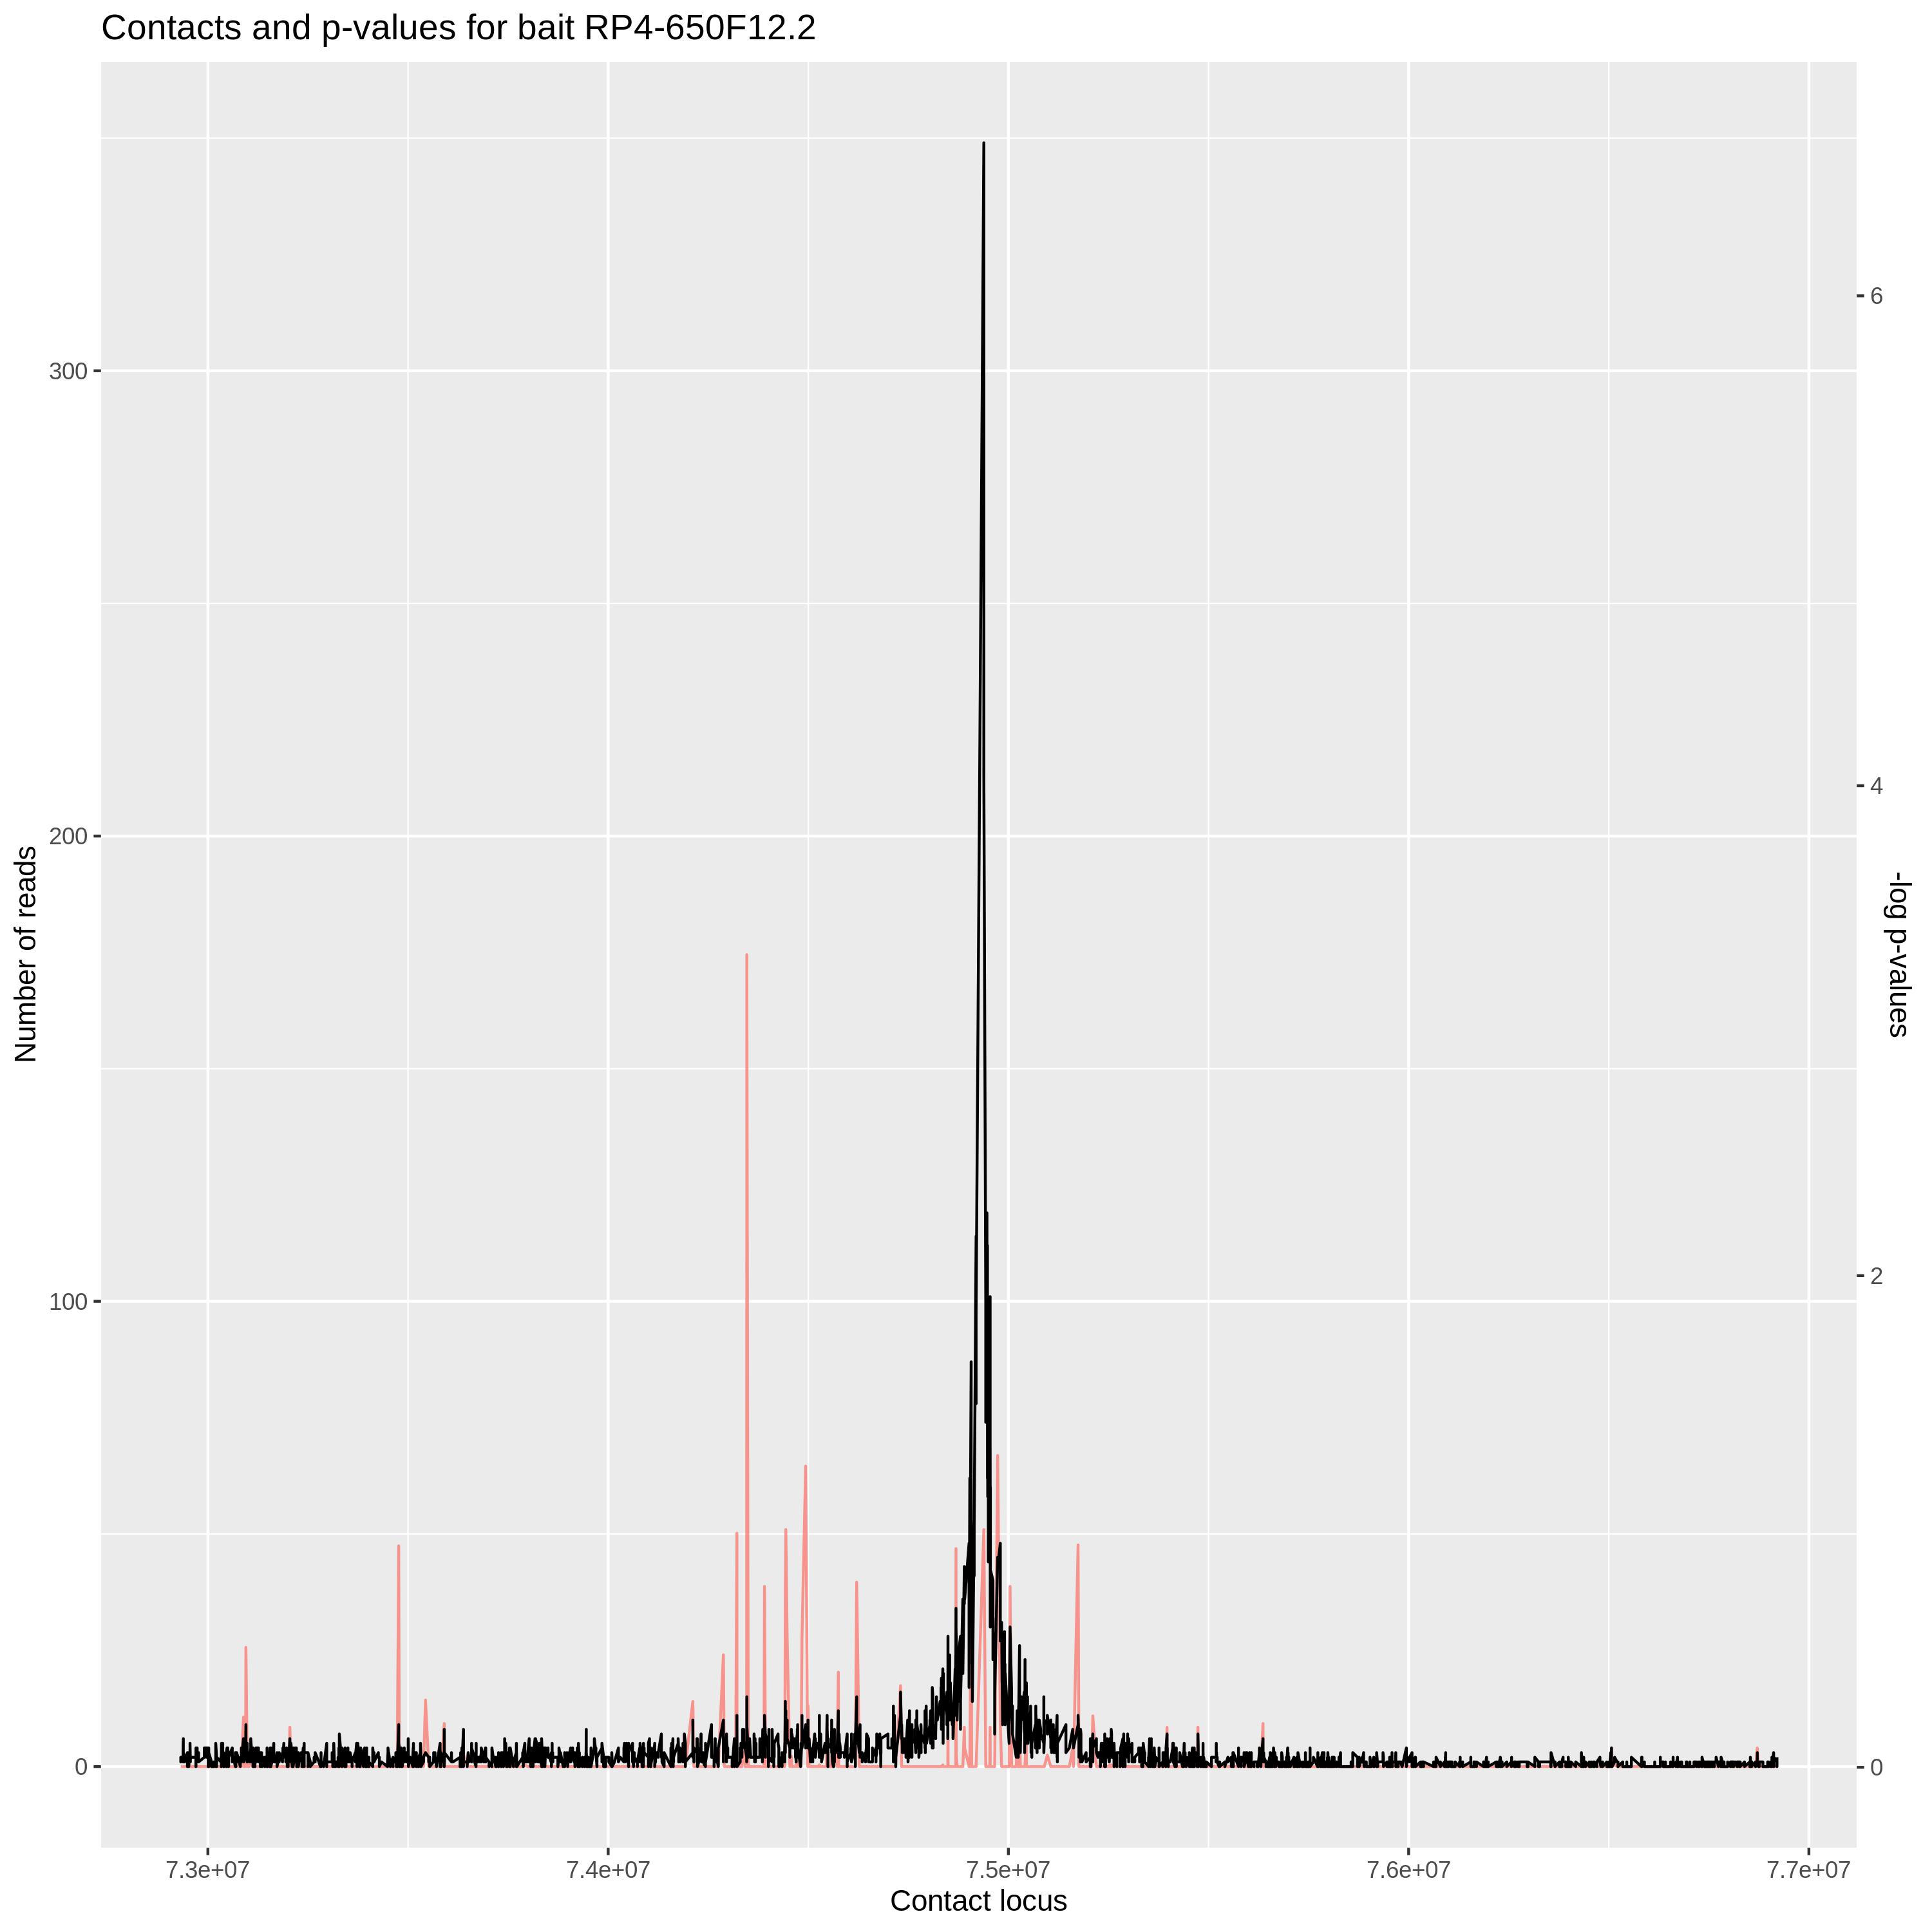 Contacts and p-values for bait RP4-650F12.2
300
200
100
0
Number of reads
6
4
2
0
-log p-values
7.3e+07
7.4e+07
7.5e+07
7.6e+07
7.7e+07
Contact locus